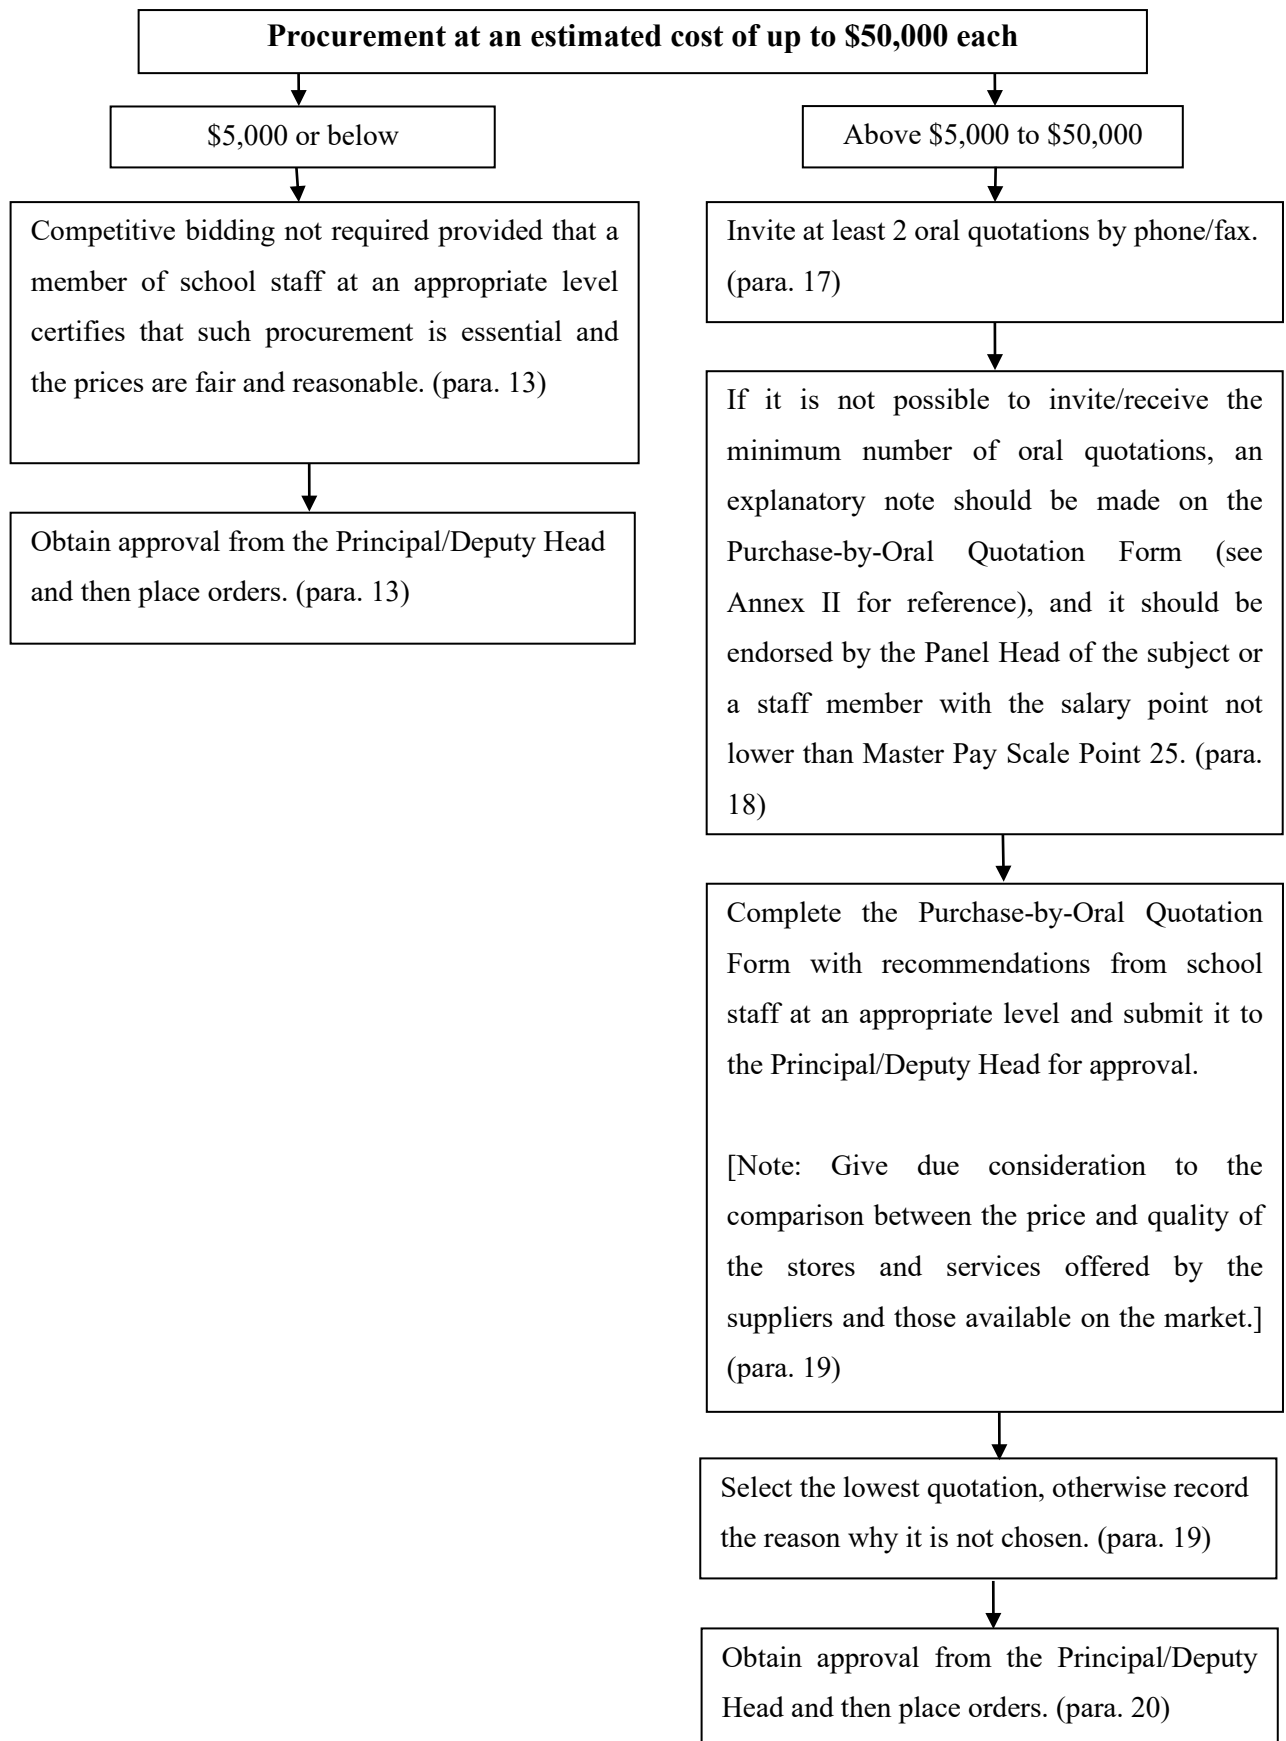 Procurement at an estimated cost of up to $50,000 each
$5,000 or below
Competitive bidding not required provided that a
member of school staff at an appropriate level
certifies that such procurement is essential and
the prices are fair and reasonable. (para. 13)
Obtain approval from the Principal/Deputy Head
and then place orders. (para. 13)
Above $5,000 to $50,000
Invite at least 2 oral quotations by phone/fax.
(para. 17)
If it is not possible to invite/receive the
minimum number of oral quotations, an
explanatory note should be made on the
Purchase-by-Oral Quotation Form (see
Annex II for reference), and it should be
endorsed by the Panel Head of the subject or
a staff member with the salary point not
lower than Master Pay Scale Point 25. (para.
18)
Complete the Purchase-by-Oral Quotation
Form with recommendations from school
staff at an appropriate level and submit it to
the Principal/Deputy Head for approval.
[Note: Give due consideration to the
comparison between the price and quality of
the stores and services offered by the
suppliers and those available on the market.]
(para. 19)
Select the lowest quotation, otherwise record
the reason why it is not chosen. (para. 19)
Obtain approval from the Principal/Deputy
Head and then place orders. (para. 20)